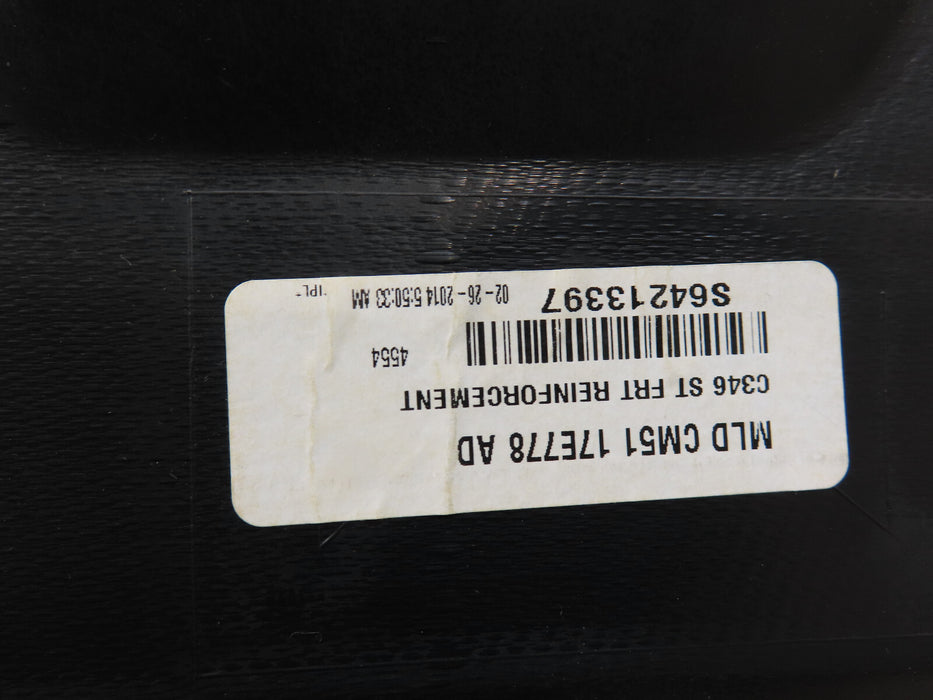 MLD CM51 17E778 AD
C346 ST FRT REINFORCEMENT
4554
S64213397 02-26-2014 5:50:33 AM "IPL"